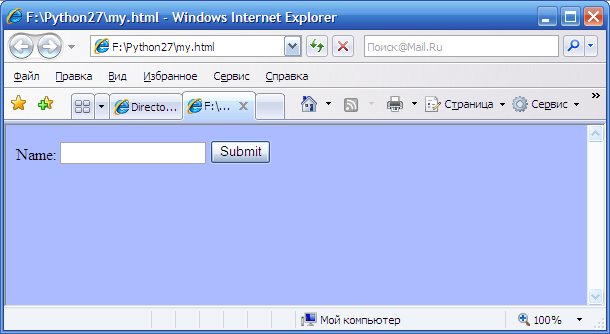 F:\Python27\my.html - Windows Internet Explorer
F:\Python27\my.html
Поиск@Mail.Ru
Файл Правка Вид Избранное Сервис Справка
Directo... F:\... Страница Сервис »
Name: Submit
Мой компьютер 100%